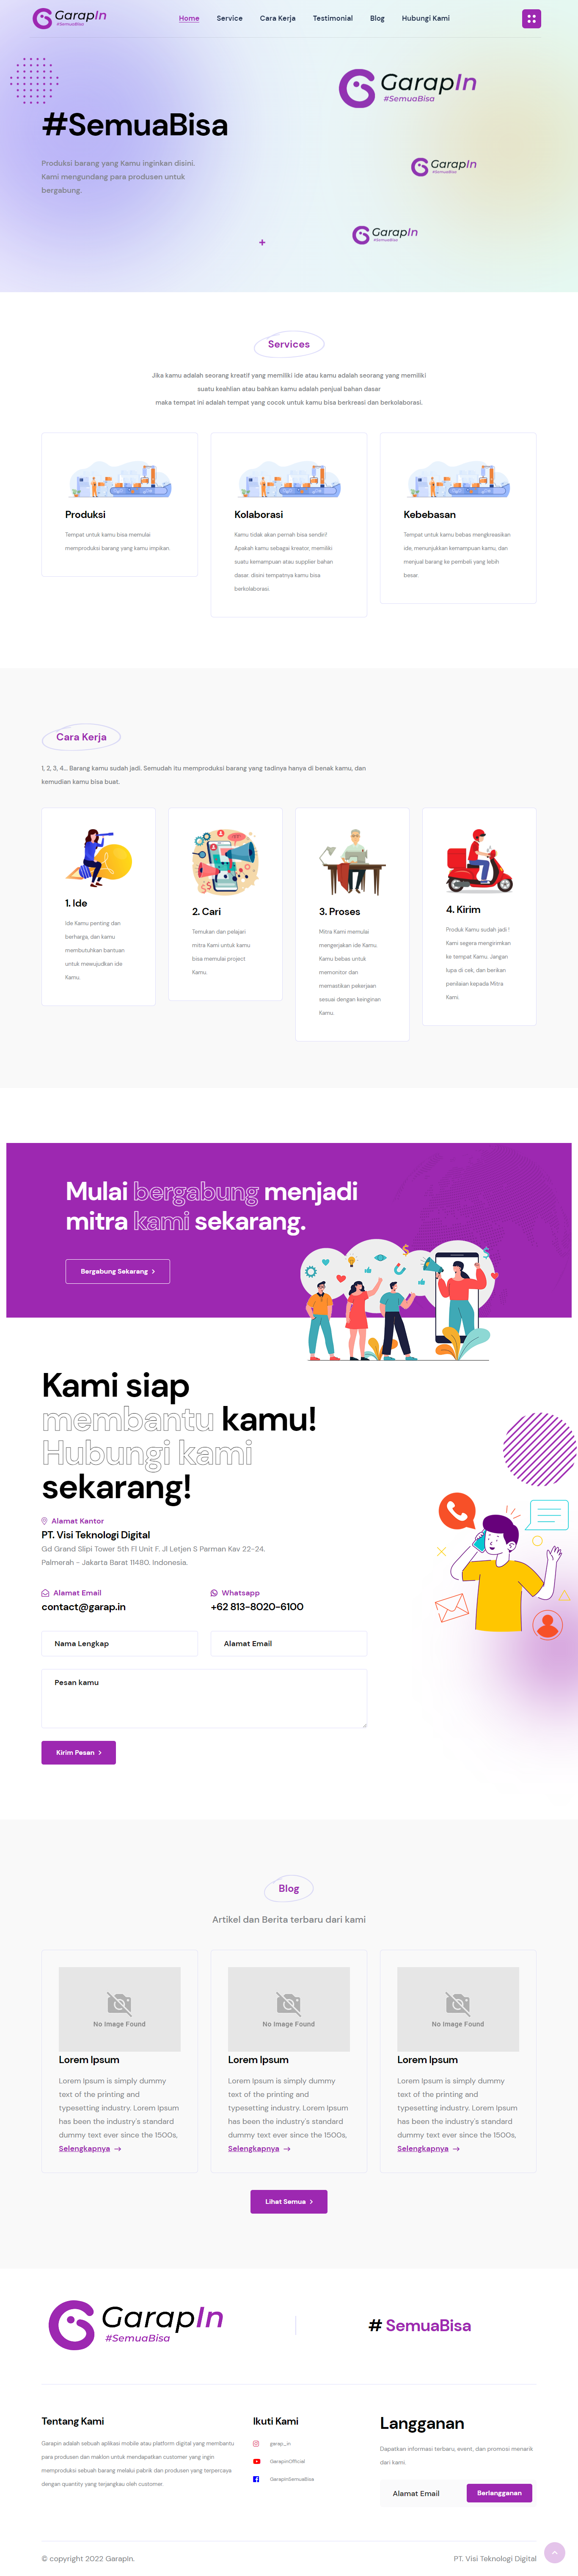 GarapIn
#SemuaBisa
Home
Service
Cara Kerja
Testimonial
Blog
Hubungi Kami
#SemuaBisa
Produksi barang yang Kamu inginkan disini.
Kami mengundang para produsen untuk
bergabung.
GarapIn
#SemuaBisa
GarapIn
#SemuaBisa
GarapIn
#SemuaBisa
Services
Jika kamu adalah seorang kreatif yang memiliki ide atau kamu adalah seorang yang memiliki
suatu keahlian atau bahkan kamu adalah penjual bahan dasar
maka tempat ini adalah tempat yang cocok untuk kamu bisa berkreasi dan berkolaborasi.
Produksi
Tempat untuk kamu bisa memulai
memproduksi barang yang kamu impikan.
Kolaborasi
Kamu tidak akan pernah bisa sendiri!
Apakah kamu sebagai kreator, memiliki
suatu kemampuan atau supplier bahan
dasar. disini tempatnya kamu bisa
berkolaborasi.
Kebebasan
Tempat untuk kamu bebas mengkreasikan
ide, menunjukkan kemampuan kamu, dan
menjual barang ke pembeli yang lebih
besar.
Cara Kerja
1, 2, 3, 4... Barang kamu sudah jadi. Semudah itu memproduksi barang yang tadinya hanya di benak kamu, dan
kemudian kamu bisa buat.
1. Ide
Ide Kamu penting dan
berharga, dan kamu
membutuhkan bantuan
untuk mewujudkan ide
Kamu.
2. Cari
Temukan dan pelajari
mitra Kami untuk kamu
bisa memulai project
Kamu.
3. Proses
Mitra Kami memulai
mengerjakan ide Kamu.
Kamu bebas untuk
memonitor dan
memastikan pekerjaan
sesuai dengan keinginan
Kamu.
4. Kirim
Produk Kamu sudah jadi !
Kami segera mengirimkan
ke tempat Kamu. Jangan
lupa di cek, dan berikan
penilaian kepada Mitra
Kami.
Mulai bergabung menjadi
mitra kami sekarang.
Bergabung Sekarang
Kami siap
membantu kamu!
Hubungi kami
sekarang!
Alamat Kantor
PT. Visi Teknologi Digital
Gd Grand Slipi Tower 5th Fl Unit F. Jl Letjen S Parman Kav 22-24.
Palmerah - Jakarta Barat 11480. Indonesia.
Alamat Email
contact@garap.in
Whatsapp
+62 813-8020-6100
Nama Lengkap
Alamat Email
Pesan kamu
Kirim Pesan
Blog
Artikel dan Berita terbaru dari kami
No Image Found
Lorem Ipsum
Lorem Ipsum is simply dummy
text of the printing and
typesetting industry. Lorem Ipsum
has been the industry's standard
dummy text ever since the 1500s,
Selengkapnya
No Image Found
Lorem Ipsum
Lorem Ipsum is simply dummy
text of the printing and
typesetting industry. Lorem Ipsum
has been the industry's standard
dummy text ever since the 1500s,
Selengkapnya
No Image Found
Lorem Ipsum
Lorem Ipsum is simply dummy
text of the printing and
typesetting industry. Lorem Ipsum
has been the industry's standard
dummy text ever since the 1500s,
Selengkapnya
Lihat Semua
GarapIn
#SemuaBisa
# SemuaBisa
Tentang Kami
Garapin adalah sebuah aplikasi mobile atau platform digital yang membantu
para produsen dan maklon untuk mendapatkan customer yang ingin
memproduksi sebuah barang melalui pabrik dan produsen yang terpercaya
dengan quantity yang terjangkau oleh customer.
Ikuti Kami
garap_in
GarapinOfficial
GarapInSemuaBisa
Langganan
Dapatkan informasi terbaru, event, dan promosi menarik
dari kami.
Alamat Email
Berlangganan
© copyright 2022 GarapIn.
PT. Visi Teknologi Digital